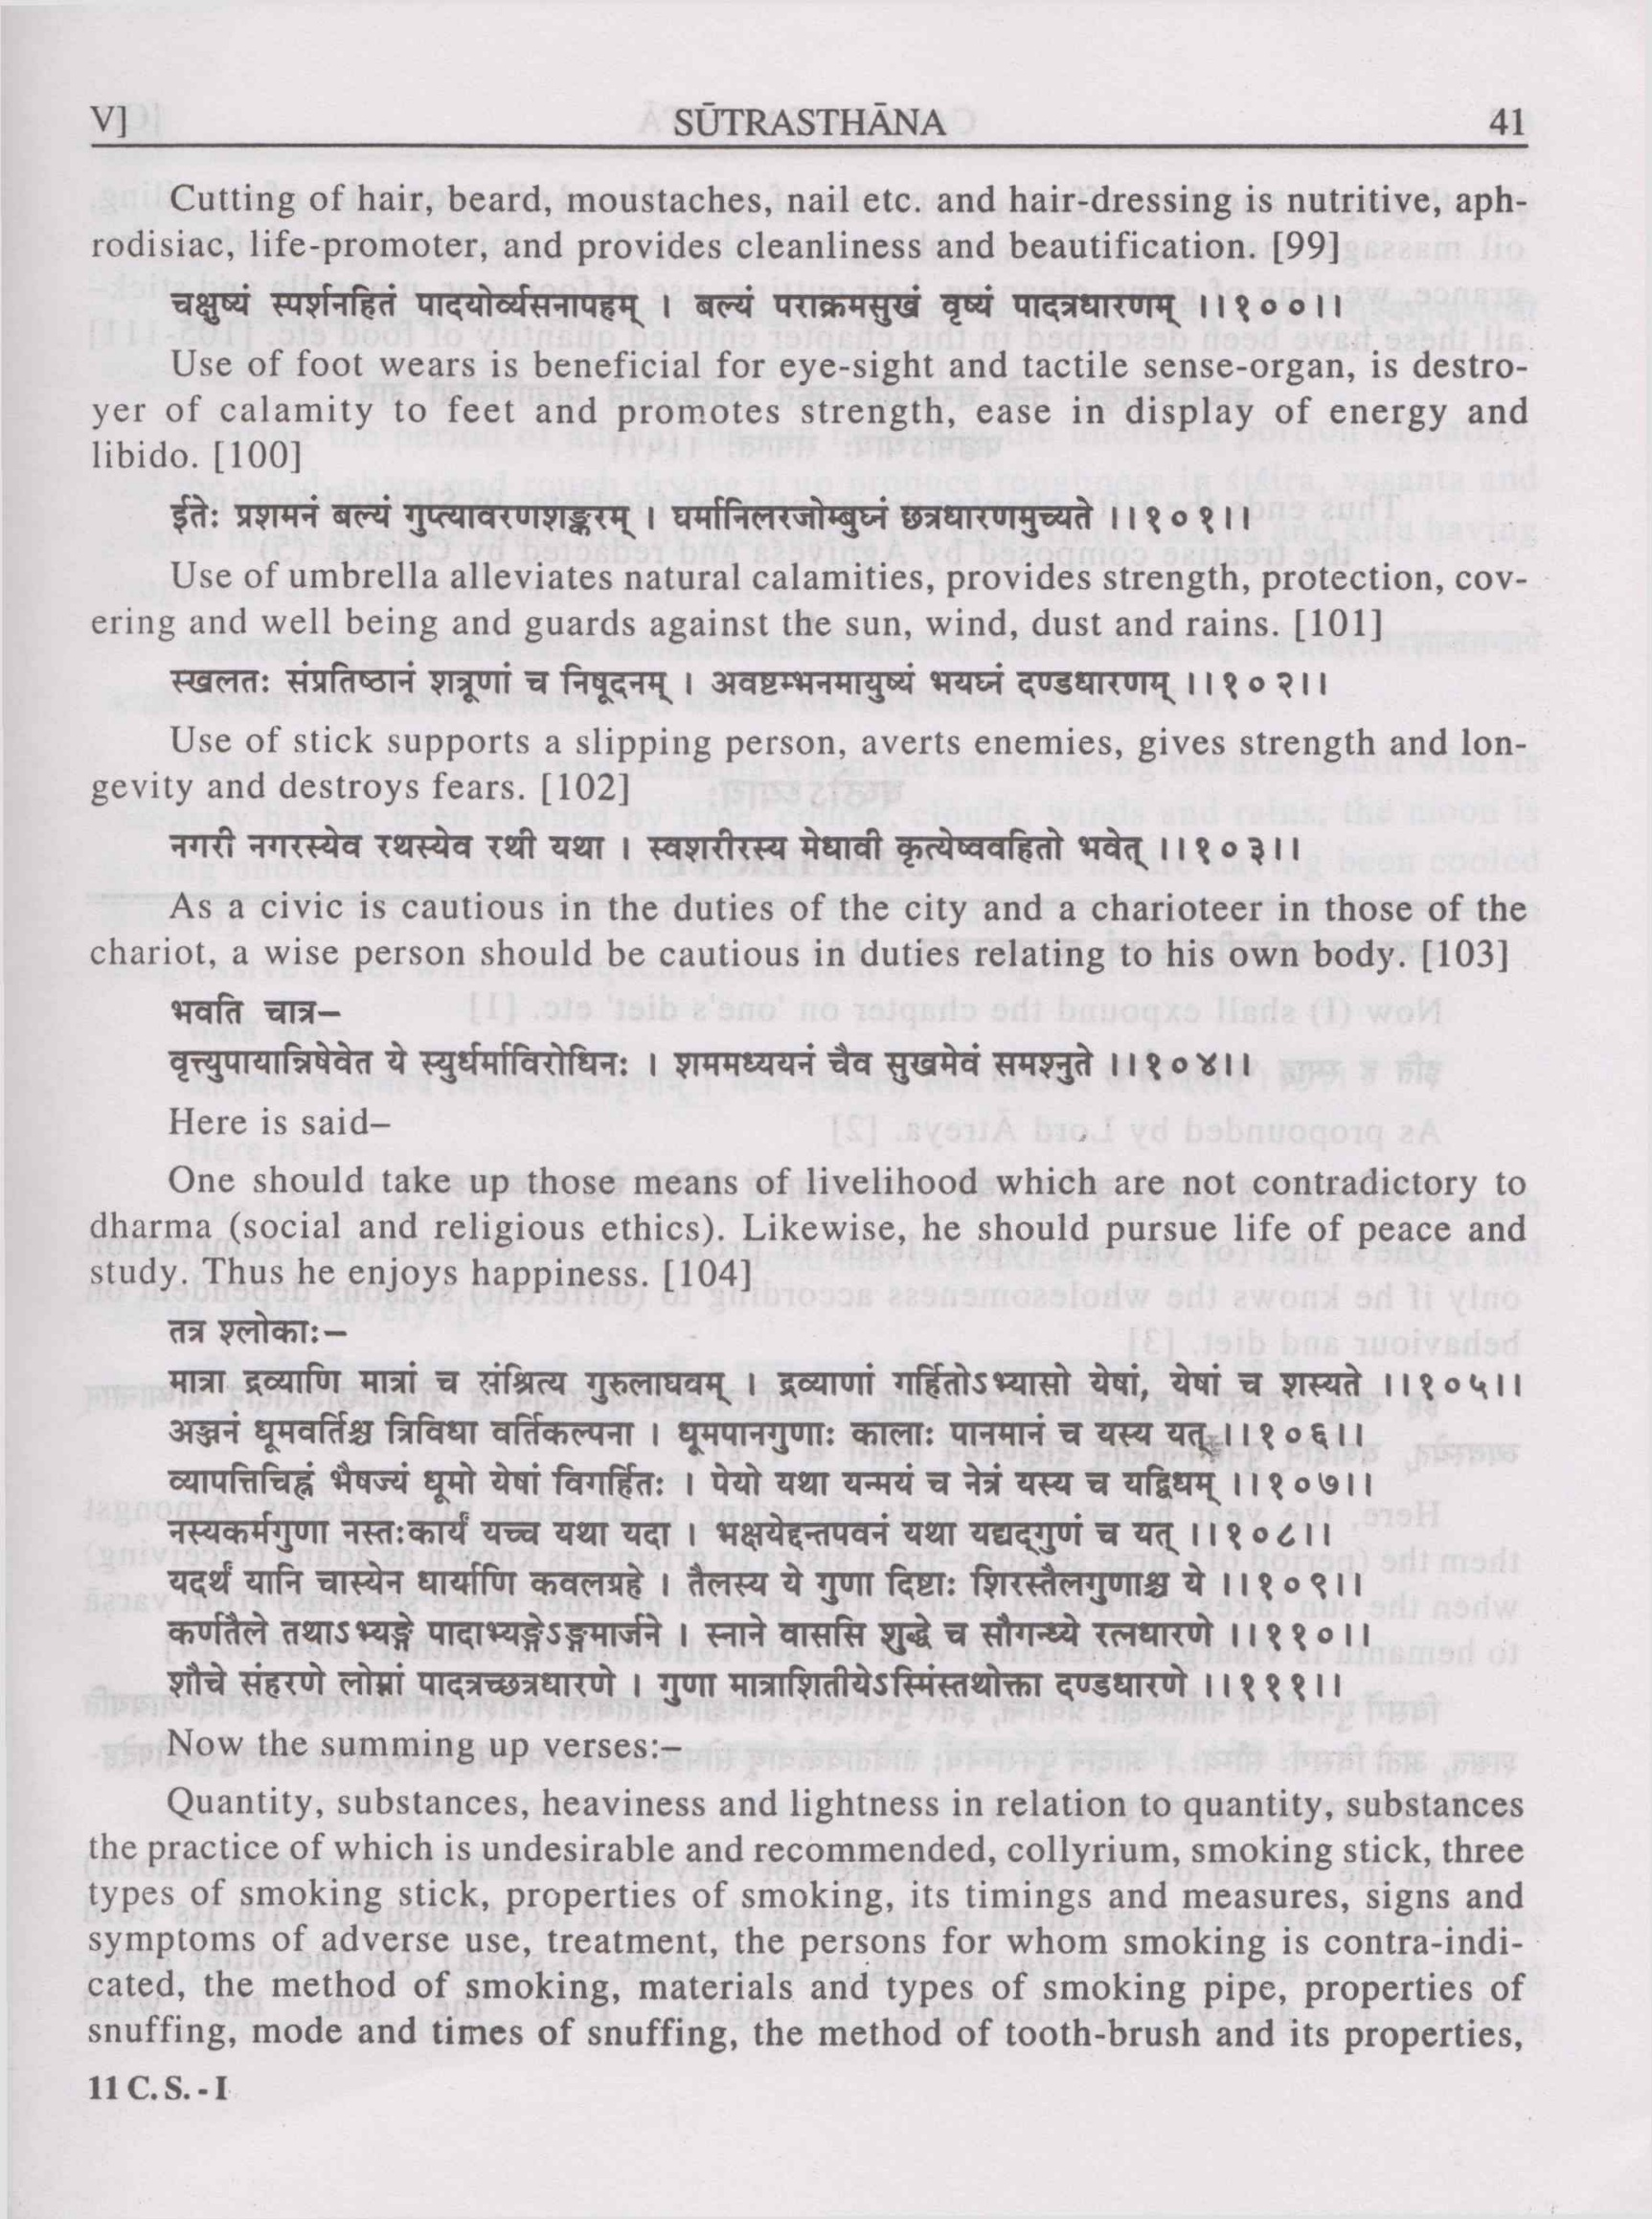 V]
SŪTRASTHĀNA
41
Cutting of hair, beard, moustaches, nail etc. and hair-dressing is nutritive, aph-
rodisiac, life-promoter, and provides cleanliness and beautification. [99]
चक्षुष्यं स्पर्शनहितं पादयोर्व्यसनापहम् । बल्यं पराक्रमसुखं वृष्यं पादत्रधारणम् ।।१००।।
Use of foot wears is beneficial for eye-sight and tactile sense-organ, is destro-
yer of calamity to feet and promotes strength, ease in display of energy and
libido. [100]
ईतेः प्रशमनं बल्यं गुप्त्यावरणशङ्करम् । घर्मानिलरजोम्बुघ्नं छत्रधारणमुच्यते ।।१०१।।
Use of umbrella alleviates natural calamities, provides strength, protection, cov-
ering and well being and guards against the sun, wind, dust and rains. [101]
स्खलतः संप्रतिष्ठानं शत्रूणां च निषूदनम् । अवष्टम्भनमायुष्यं भयघ्नं दण्डधारणम् ।।१०२।।
Use of stick supports a slipping person, averts enemies, gives strength and lon-
gevity and destroys fears. [102]
नगरी नगरस्येव रथस्येव रथी यथा । स्वशरीरस्य मेधावी कृत्येष्ववहितो भवेत् ।।१०३।।
As a civic is cautious in the duties of the city and a charioteer in those of the
chariot, a wise person should be cautious in duties relating to his own body. [103]
भवति चात्र–
वृत्त्युपायान्निषेवेत ये स्युर्धर्माविरोधिनः । शममध्ययनं चैव सुखमेवं समश्नुते ।।१०४।।
Here is said–
One should take up those means of livelihood which are not contradictory to
dharma (social and religious ethics). Likewise, he should pursue life of peace and
study. Thus he enjoys happiness. [104]
तत्र श्लोकाः–
मात्रा द्रव्याणि मात्रां च संश्रित्य गुरुलाघवम् । द्रव्याणां गर्हितोऽभ्यासो येषां, येषां च शस्यते ।।१०५।।
अञ्जनं धूमवर्तिश्च त्रिविधा वर्तिकल्पना । धूमपानगुणाः कालाः पानमानं च यस्य यत् ।।१०६।।
व्यापत्तिचिह्नं भैषज्यं धूमो येषां विगर्हितः । पेयो यथा यन्मयं च नेत्रं यस्य च यद्विधम् ।।१०७।।
नस्यकर्मगुणा नस्तःकार्यं यच्च यथा यदा । भक्षयेद्दन्तपवनं यथा यद्यद्गुणं च यत् ।।१०८।।
यदर्थं यानि चास्येन धार्याणि कवलग्रहे । तैलस्य ये गुणा दिष्टाः शिरस्तैलगुणाश्च ये ।।१०९।।
कर्णतैले तथाऽभ्यङ्गे पादाभ्यङ्गेऽङ्गमार्जने । स्नाने वाससि शुद्धे च सौगन्ध्ये रत्नधारणे ।।११०।।
शौचे संहरणे लोम्नां पादत्रच्छत्रधारणे । गुणा मात्राशितीयेऽस्मिंस्तथोक्ता दण्डधारणे ।।१११।।
Now the summing up verses:–
Quantity, substances, heaviness and lightness in relation to quantity, substances
the practice of which is undesirable and recommended, collyrium, smoking stick, three
types of smoking stick, properties of smoking, its timings and measures, signs and
symptoms of adverse use, treatment, the persons for whom smoking is contra-indi-
cated, the method of smoking, materials and types of smoking pipe, properties of
snuffing, mode and times of snuffing, the method of tooth-brush and its properties,
11 C. S. - I